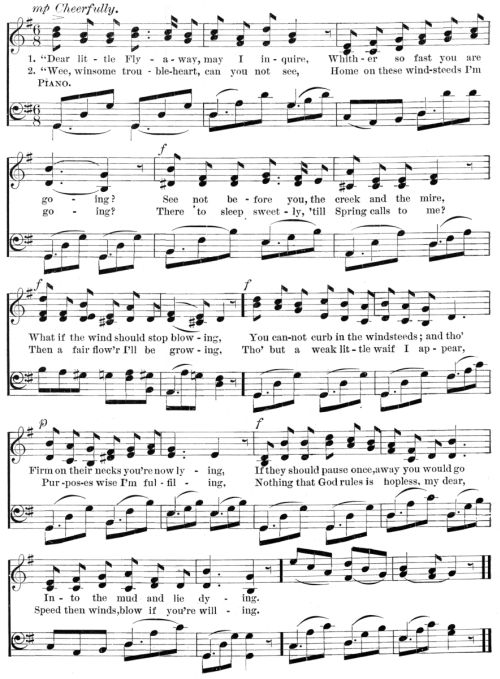 mp Cheerfully.
6 8
1. "Dear lit - tle Fly - a - way, may I in - quire, Whith - er so fast you are
2. "Wee, winsome trou - ble-heart, can you not see, Home on these wind-steeds I'm
PIANO.
6 8
f
go - ing? See not be - fore you, the creek and the mire,
go - ing? There to sleep sweet - ly, 'till Spring calls to me?
f f
What if the wind should stop blow - ing, You can-not curb in the windsteeds; and tho'
Then a fair flow'r I'll be grow - ing, Tho' but a weak lit - tle waif I ap - pear,
p f
Firm on their necks you're now ly - ing, If they should pause once, away you would go
Pur - pos-es wise I'm ful - fil - ing, Nothing that God rules is hopless, my dear,
In - to the mud and lie dy - ing.
Speed then winds, blow if you're will - ing.